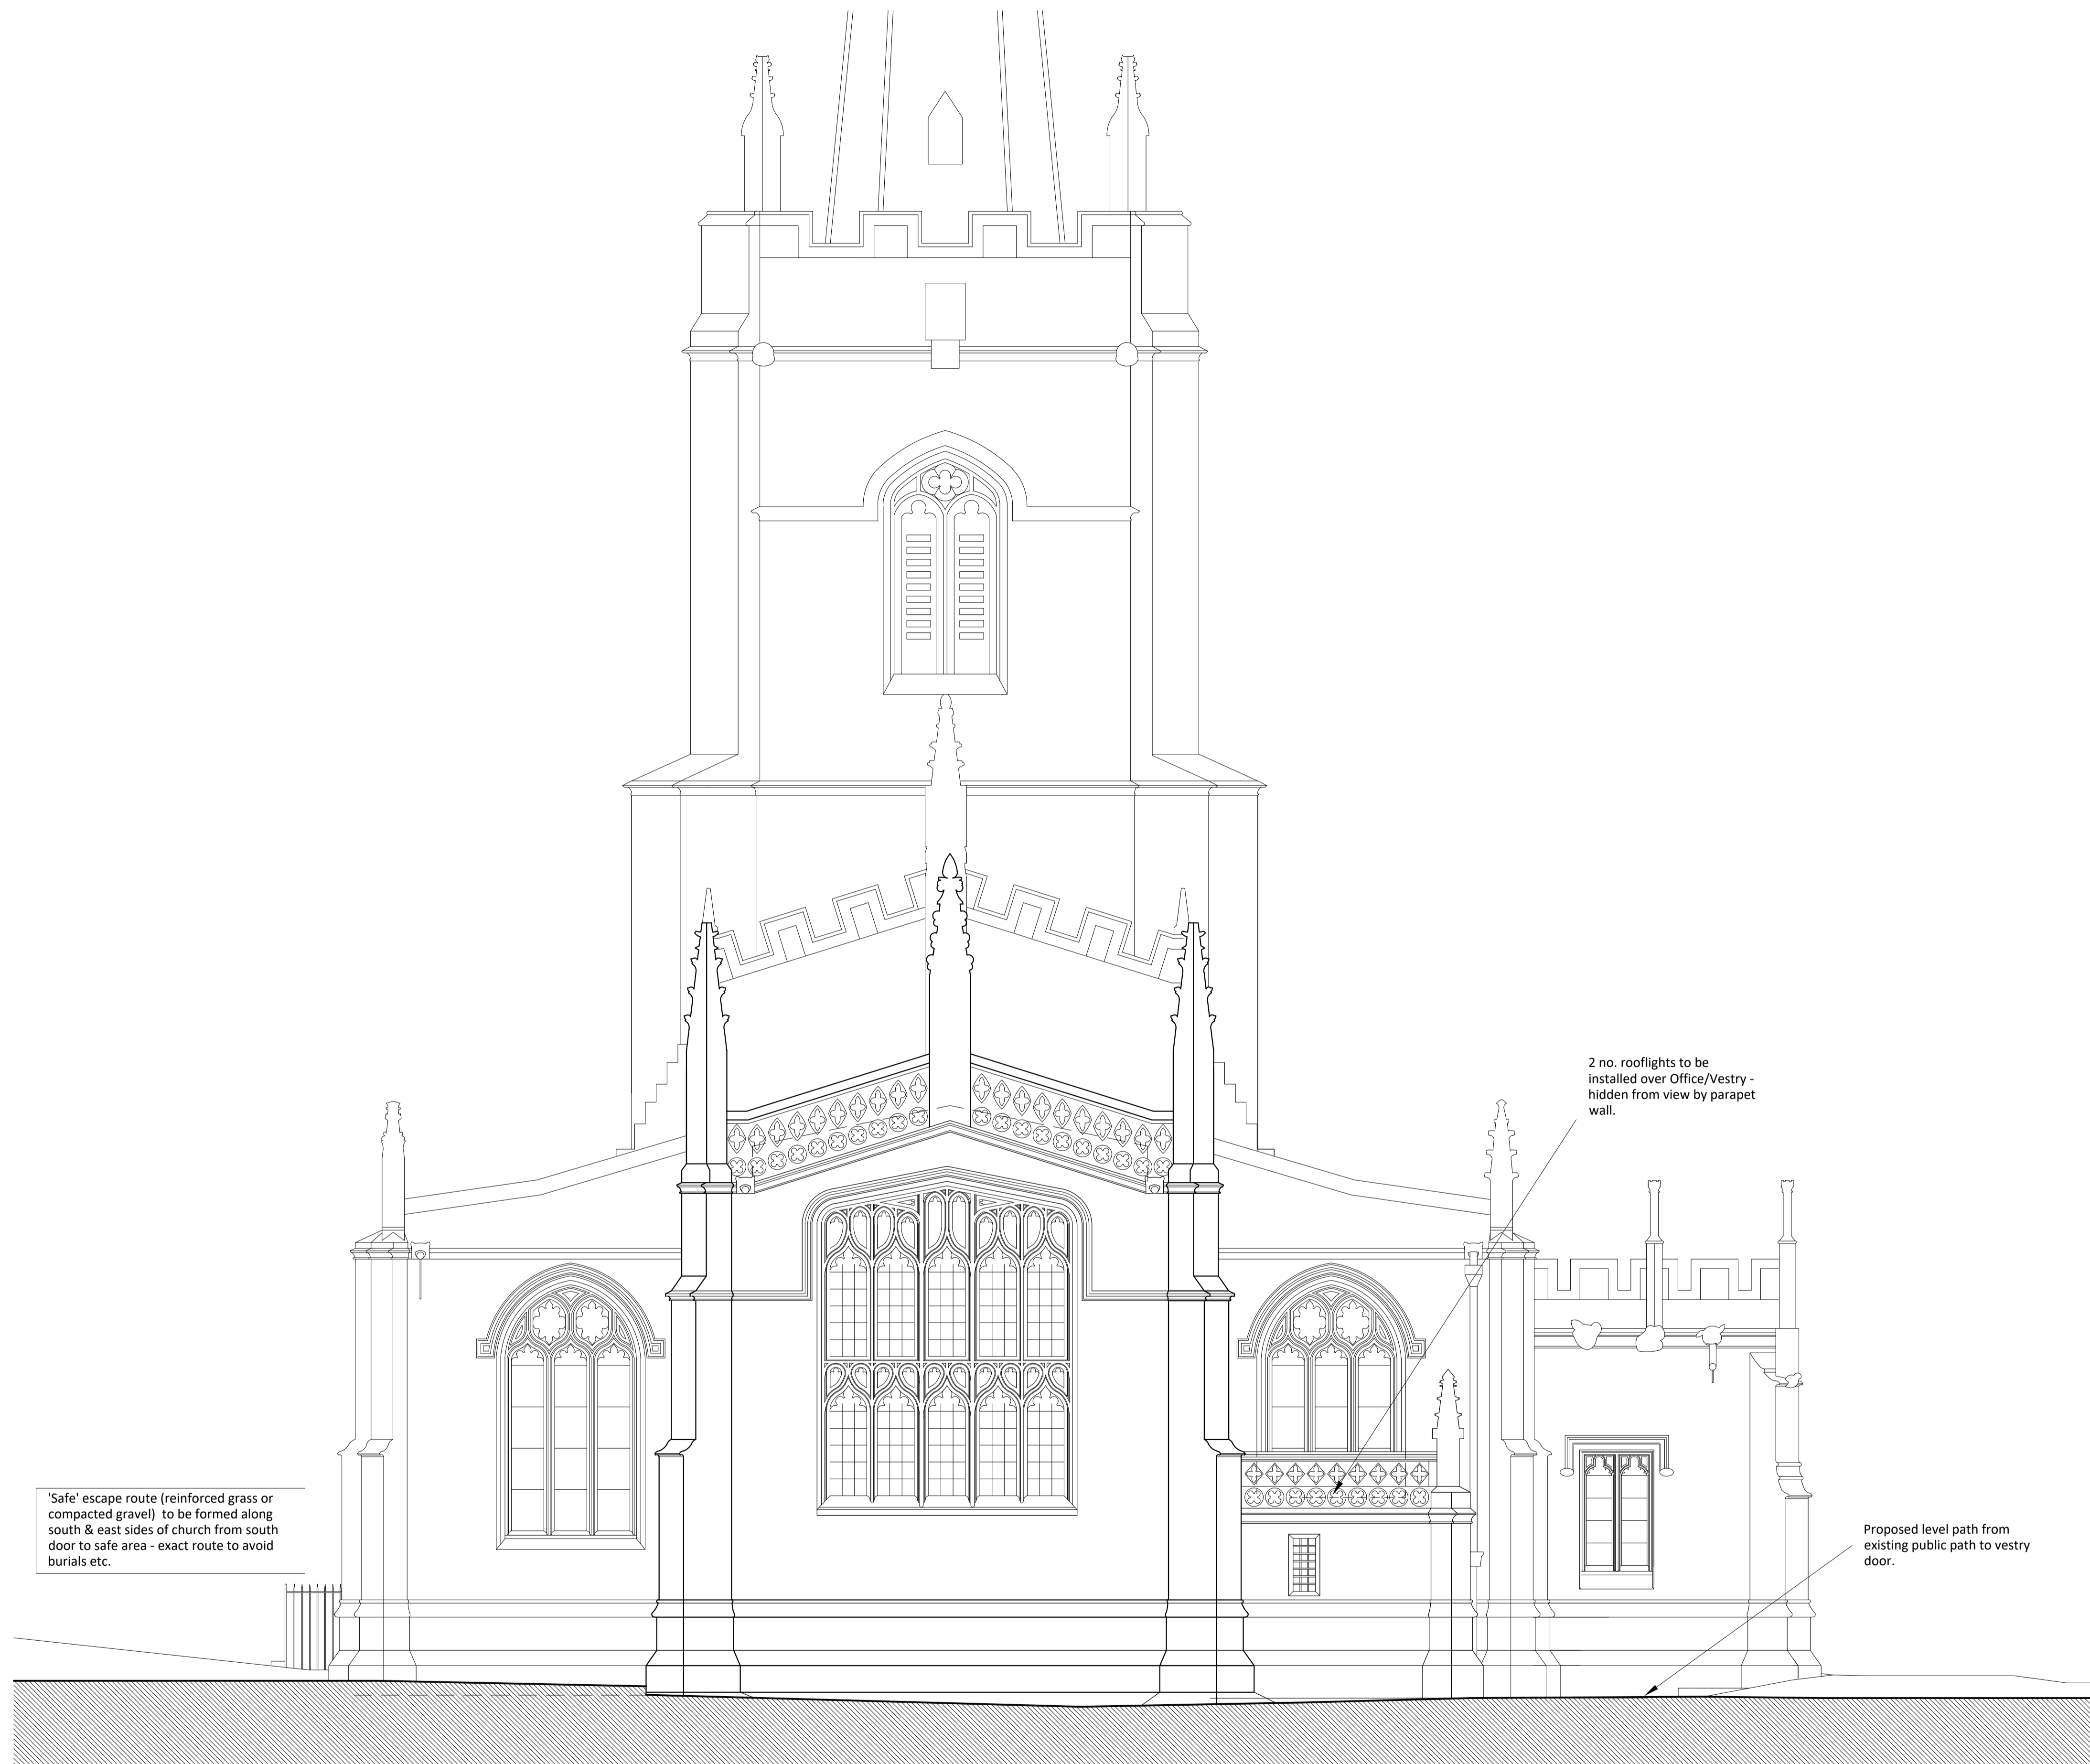 2 no. rooflights to be
installed over Office/Vestry -
hidden from view by parapet
wall.
'Safe' escape route (reinforced grass or
compacted gravel)  to be formed along
south & east sides of church from south
door to safe area - exact route to avoid
burials etc.
Proposed level path from
existing public path to vestry
door.